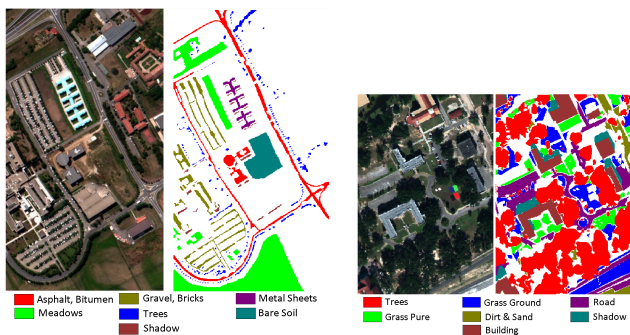 Asphalt, Bitumen
Gravel, Bricks
Metal Sheets
Meadows
Trees
Bare Soil
Shadow
Trees
Grass Ground
Road
Grass Pure
Dirt & Sand
Shadow
Building